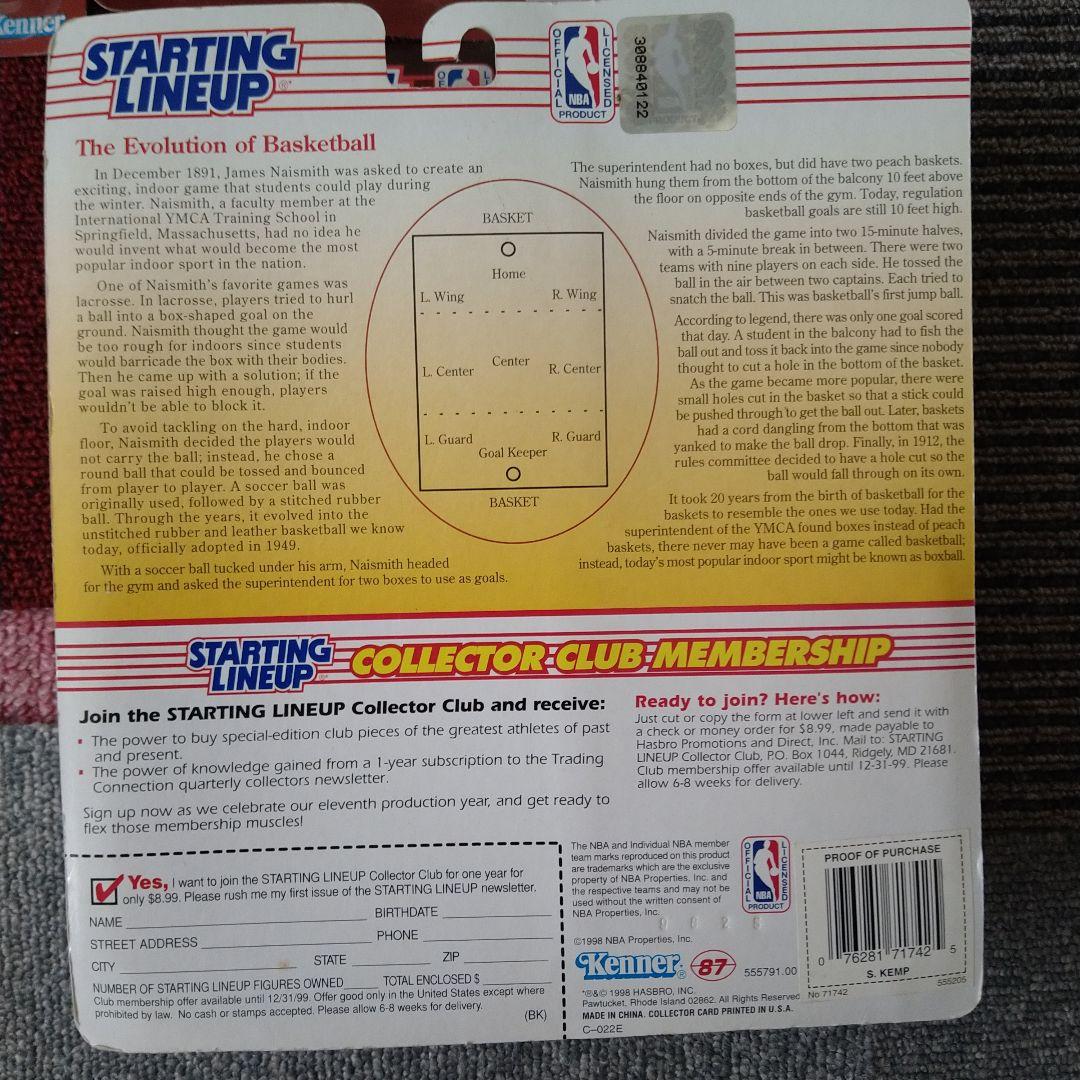 Kenner
STARTING
LINEUP®
OFFICIAL LICENSED
NBA
PRODUCT
308840122
PRODUCT
The Evolution of Basketball
In December 1891, James Naismith was asked to create an
exciting, indoor game that students could play during
the winter. Naismith, a faculty member at the
International YMCA Training School in
Springfield, Massachusetts, had no idea he
would invent what would become the most
popular indoor sport in the nation.
One of Naismith's favorite games was
lacrosse. In lacrosse, players tried to hurl
a ball into a box-shaped goal on the
ground. Naismith thought the game would
be too rough for indoors since students
would barricade the box with their bodies.
Then he came up with a solution; if the
goal was raised high enough, players
wouldn't be able to block it.
To avoid tackling on the hard, indoor
floor, Naismith decided the players would
not carry the ball; instead, he chose a
round ball that could be tossed and bounced
from player to player. A soccer ball was
originally used, followed by a stitched rubber
ball. Through the years, it evolved into the
unstitched rubber and leather basketball we know
today, officially adopted in 1949.
With a soccer ball tucked under his arm, Naismith headed
for the gym and asked the superintendent for two boxes to use as goals.
BASKET
Home
L. Wing
R. Wing
Center
L. Center
R. Center
L. Guard
R. Guard
Goal Keeper
BASKET
The superintendent had no boxes, but did have two peach baskets.
Naismith hung them from the bottom of the balcony 10 feet above
the floor on opposite ends of the gym. Today, regulation
basketball goals are still 10 feet high.
Naismith divided the game into two 15-minute halves,
with a 5-minute break in between. There were two
teams with nine players on each side. He tossed the
ball in the air between two captains. Each tried to
snatch the ball. This was basketball's first jump ball.
According to legend, there was only one goal scored
that day. A student in the balcony had to fish the
ball out and toss it back into the game since nobody
thought to cut a hole in the bottom of the basket.
As the game became more popular, there were
small holes cut in the basket so that a stick could
be pushed through to get the ball out. Later, baskets
had a cord dangling from the bottom that was
yanked to make the ball drop. Finally, in 1912, the
rules committee decided to have a hole cut so the
ball would fall through on its own.
It took 20 years from the birth of basketball for the
baskets to resemble the ones we use today. Had the
superintendent of the YMCA found boxes instead of peach
baskets, there never may have been a game called basketball;
instead, today's most popular indoor sport might be known as boxball.
STARTING
LINEUP®
COLLECTOR CLUB MEMBERSHIP
Join the STARTING LINEUP Collector Club and receive:
▪ The power to buy special-edition club pieces of the greatest athletes of past
and present.
▪ The power of knowledge gained from a 1-year subscription to the Trading
Connection quarterly collectors newsletter.
Sign up now as we celebrate our eleventh production year, and get ready to
flex those membership muscles!
Ready to join? Here's how:
Just cut or copy the form at lower left and send it with
a check or money order for $8.99, made payable to
Hasbro Promotions and Direct, Inc. Mail to: STARTING
LINEUP Collector Club, P.O. Box 1044, Ridgely, MD 21681.
Club membership offer available until 12-31-99. Please
allow 6-8 weeks for delivery.
Yes, I want to join the STARTING LINEUP Collector Club for one year for
only $8.99. Please rush me my first issue of the STARTING LINEUP newsletter.
NAME BIRTHDATE
STREET ADDRESS PHONE
CITY STATE ZIP
NUMBER OF STARTING LINEUP FIGURES OWNED TOTAL ENCLOSED $
Club membership offer available until 12/31/99. Offer good only in the United States except where
prohibited by law. No cash or stamps accepted. Please allow 6-8 weeks for delivery.
(BK)
The NBA and Individual NBA member
team marks reproduced on this product
are trademarks which are the exclusive
property of NBA Properties, Inc. and
the respective teams and may not be
used without the written consent of
NBA Properties, Inc.
©1998 NBA Properties, Inc.
OFFICIAL LICENSED
NBA
PRODUCT
Kenner® 87 555791.00
*®&© 1998 HASBRO, INC.
Pawtucket, Rhode Island 02862. All Rights Reserved
MADE IN CHINA. COLLECTOR CARD PRINTED IN U.S.A.
C-022E
PROOF OF PURCHASE
0 76281 71742 5
S. KEMP
No 71742
555205